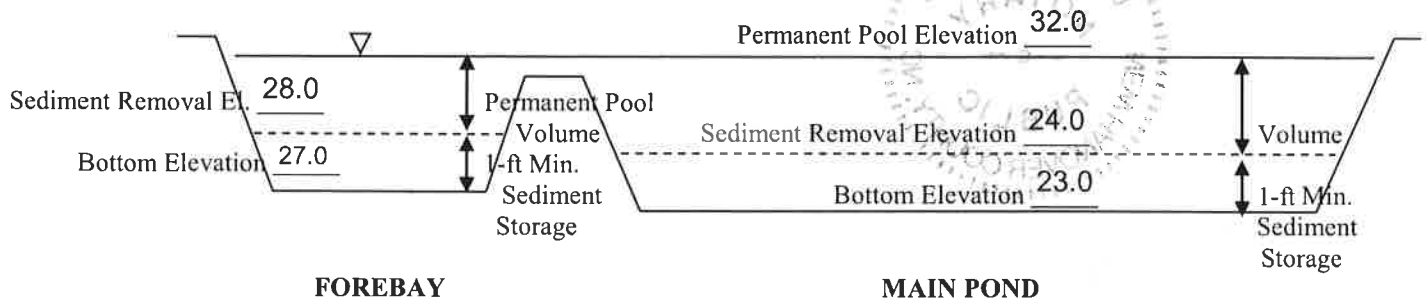 Permanent Pool Elevation 32.0
Sediment Removal El. 28.0
Permanent Pool
Volume
Sediment Removal Elevation 24.0
Volume
Bottom Elevation 27.0
1-ft Min.
Sediment
Storage
Bottom Elevation 23.0
1-ft Min.
Sediment
Storage
FOREBAY
MAIN POND